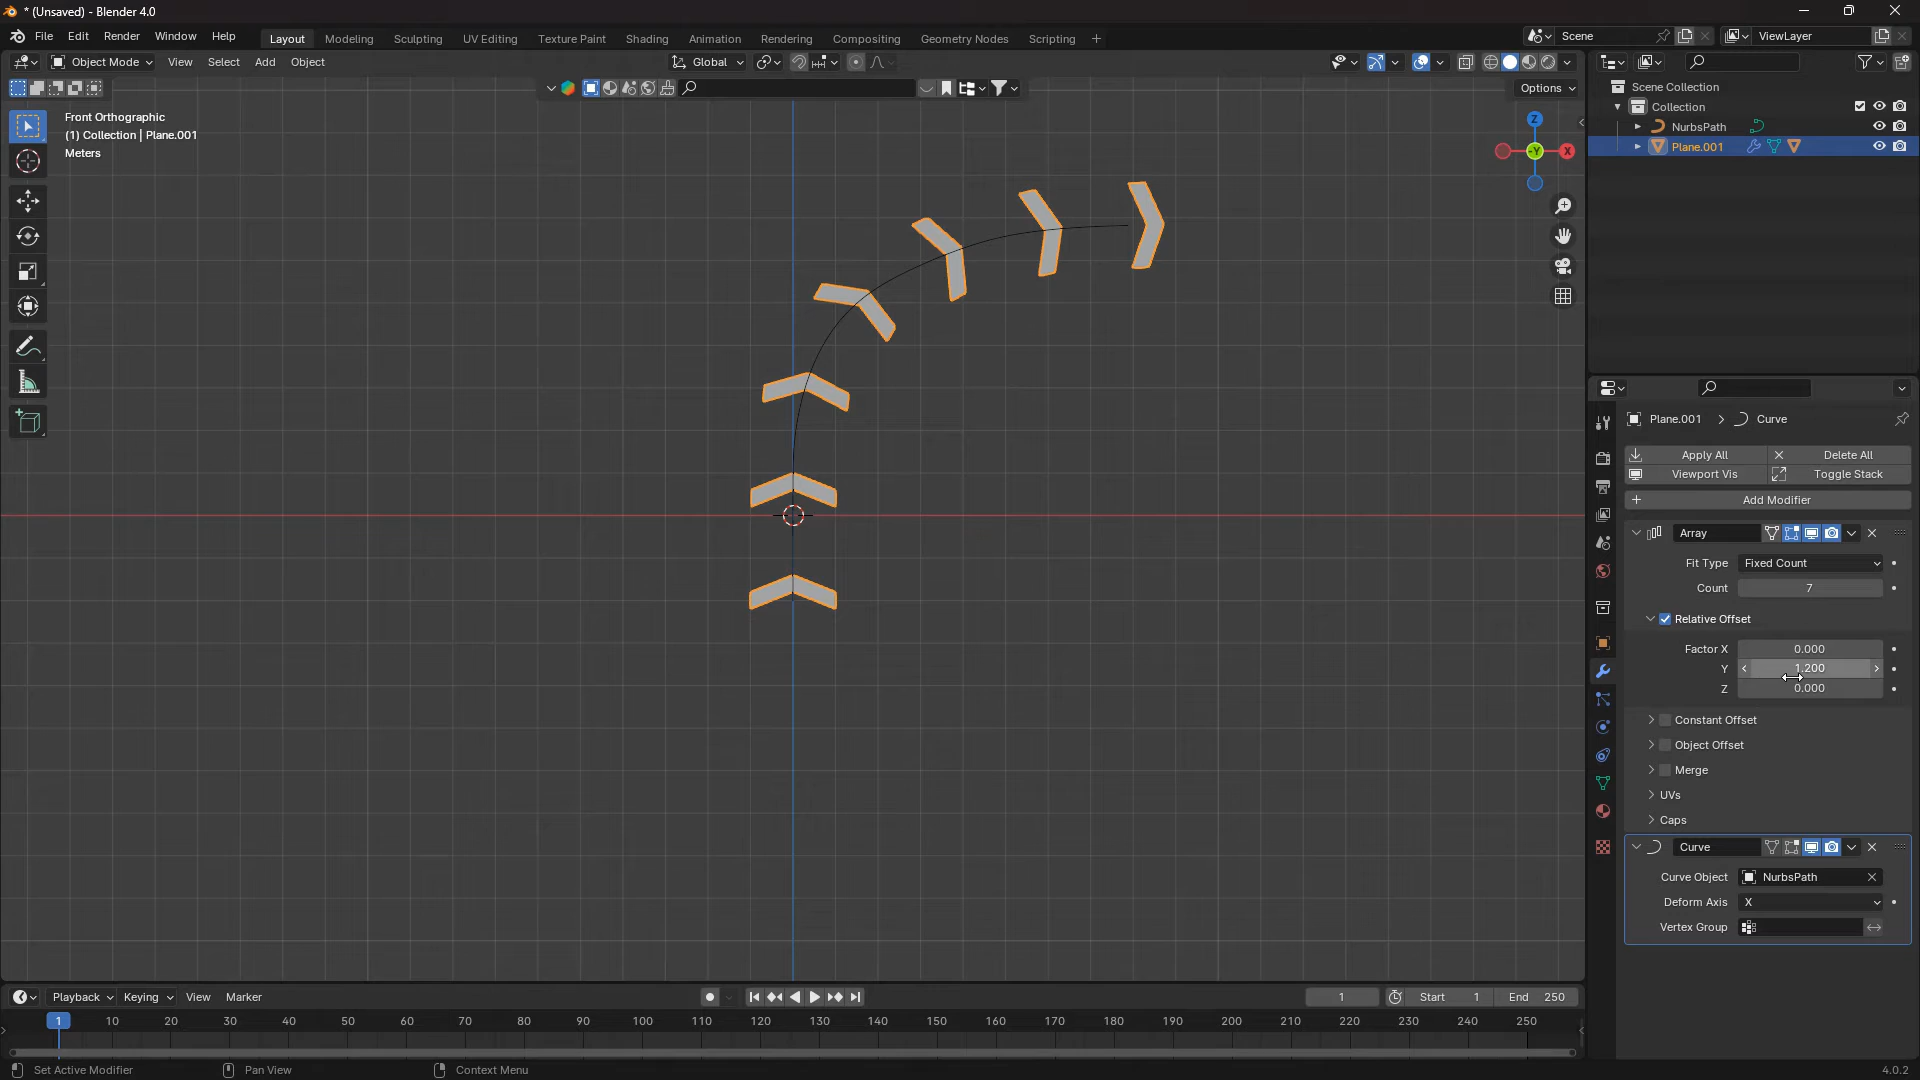 * (Unsaved) - Blender 4.0
File Edit Render Window Help
Layout Modeling Sculpting UV Editing Texture Paint Shading Animation Rendering Compositing Geometry Nodes Scripting +
Scene ViewLayer
Object Mode View Select Add Object
Global
Options
Front Orthographic
(1) Collection | Plane.001
Meters
Z
-Y
X
Scene Collection
Collection
NurbsPath
Plane.001
Plane.001 Curve
Apply All Delete All
Viewport Vis Toggle Stack
Add Modifier
Array
Fit Type Fixed Count
Count 7
Relative Offset
Factor X 0.000
Y 1.200
Z 0.000
Constant Offset
Object Offset
Merge
UVs
Caps
Curve
Curve Object NurbsPath
Deform Axis X
Vertex Group
Playback Keying View Marker
1 Start 1 End 250
1 10 20 30 40 50 60 70 80 90 100 110 120 130 140 150 160 170 180 190 200 210 220 230 240 250
Set Active Modifier Pan View Context Menu 4.0.2